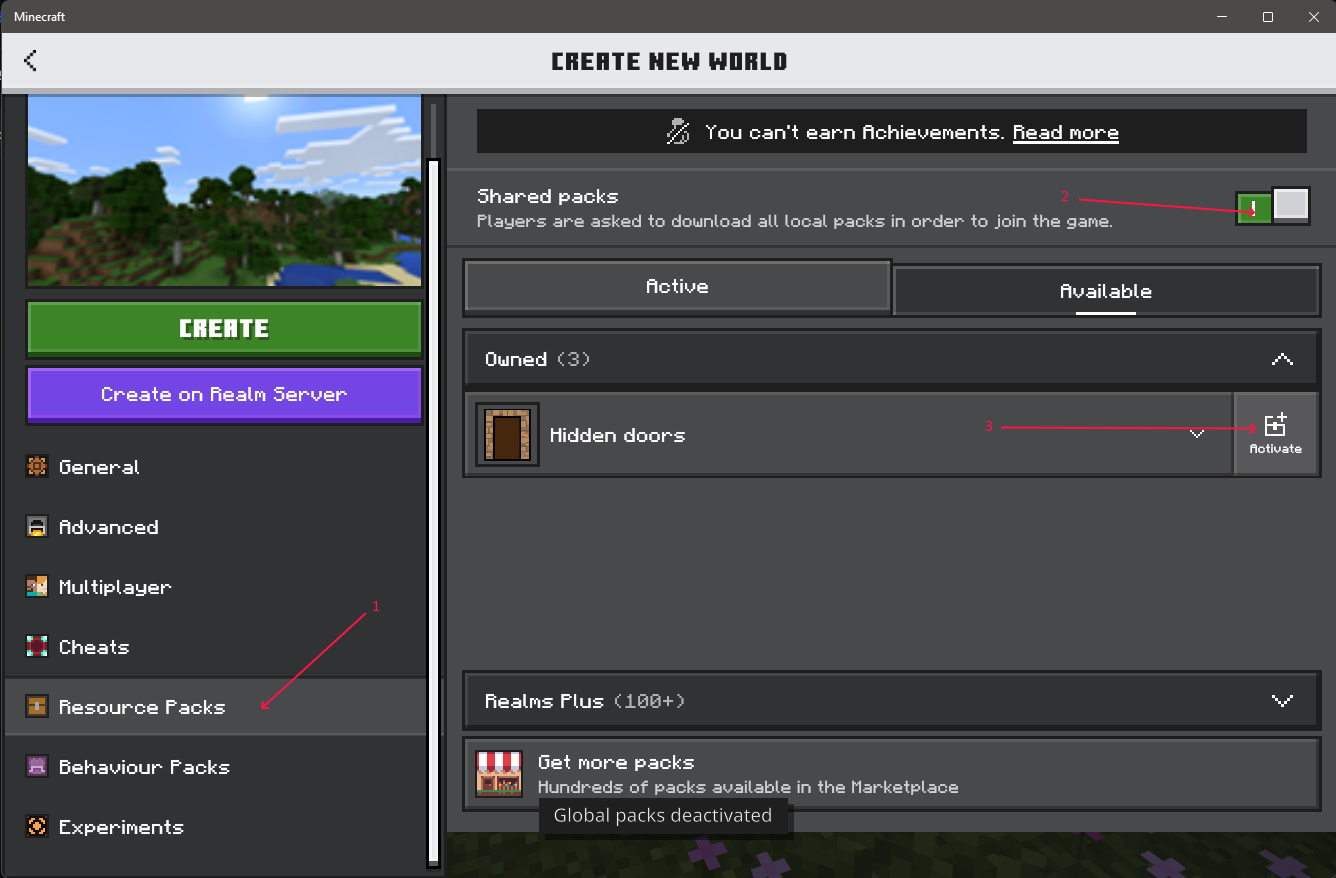 Minecraft
CREATE NEW WORLD
You can't earn Achievements. Read more
Shared packs
Players are asked to download all local packs in order to join the game.
2
Active
Available
CREATE
Create on Realm Server
Owned (3)
Hidden doors
3
Activate
General
Advanced
Multiplayer
1
Cheats
Resource Packs
Behaviour Packs
Experiments
Realms Plus (100+)
Get more packs
Hundreds of packs available in the Marketplace
Global packs deactivated